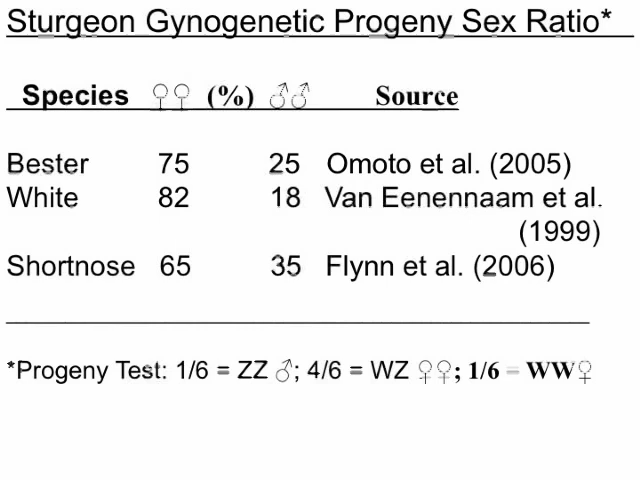 Sturgeon Gynogenetic Progeny Sex Ratio*
Species ♀♀ (%) ♂♂ Source
Bester 75 25 Omoto et al. (2005)
White 82 18 Van Eenennaam et al.
(1999)
Shortnose 65 35 Flynn et al. (2006)
*Progeny Test: 1/6 = ZZ ♂; 4/6 = WZ ♀♀; 1/6 = WW♀